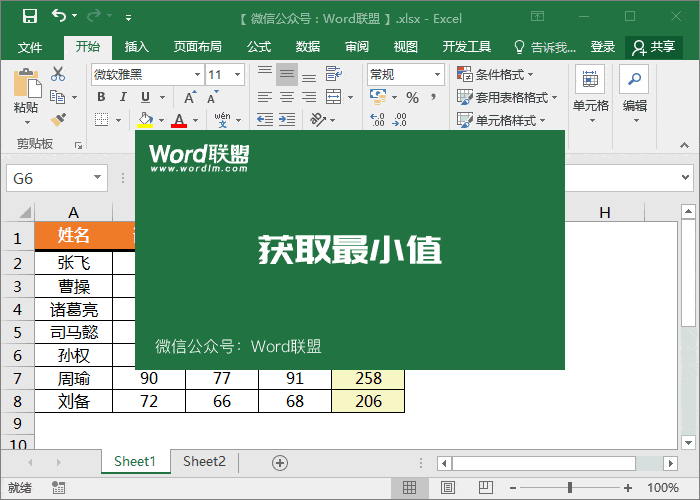 【 微信公众号：Word联盟 】.xlsx - Excel
文件 开始 插入 页面布局 公式 数据 审阅 视图 开发工具 告诉我... 登录 共享
微软雅黑 11 常规 条件格式
粘贴 B I U A A % , 套用表格格式 单元格 编辑
A wén .00 .0 单元格样式
剪贴板
G6
A H
Word联盟
www.wordlm.com
获取最小值
微信公众号：Word联盟
1 姓名
2 张飞
3 曹操
4 诸葛亮
5 司马懿
6 孙权
7 周瑜 90 77 91 258
8 刘备 72 66 68 206
9
10
Sheet1 Sheet2
就绪 100%